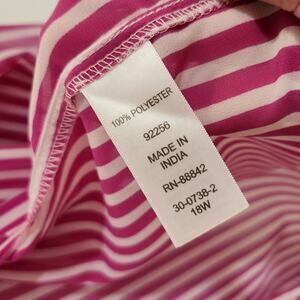 100% POLYESTER
92256
MADE IN
INDIA
RN-88842
30-0738-2
18W